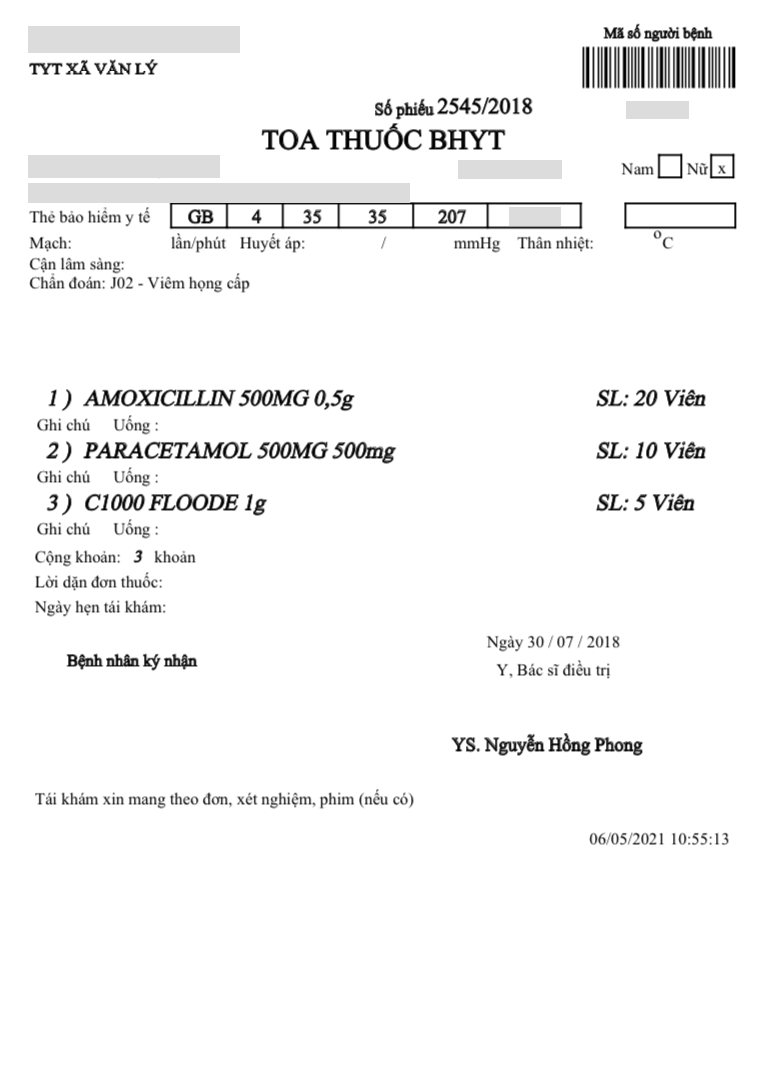 Mã số người bệnh
TYT XÃ VĂN LÝ
Số phiếu 2545/2018
TOA THUỐC BHYT
Nam Nữ x
Thẻ bảo hiểm y tế GB 4 35 35 207
Mạch: lần/phút Huyết áp: / mmHg Thân nhiệt: ºC
Cận lâm sàng:
Chẩn đoán: J02 - Viêm họng cấp
1 ) AMOXICILLIN 500MG 0,5g SL: 20 Viên
Ghi chú Uống :
2 ) PARACETAMOL 500MG 500mg SL: 10 Viên
Ghi chú Uống :
3 ) C1000 FLOODE 1g SL: 5 Viên
Ghi chú Uống :
Cộng khoản: 3 khoản
Lời dặn đơn thuốc:
Ngày hẹn tái khám:
Ngày 30 / 07 / 2018
Bệnh nhân ký nhận
Y, Bác sĩ điều trị
YS. Nguyễn Hồng Phong
Tái khám xin mang theo đơn, xét nghiệm, phim (nếu có)
06/05/2021 10:55:13